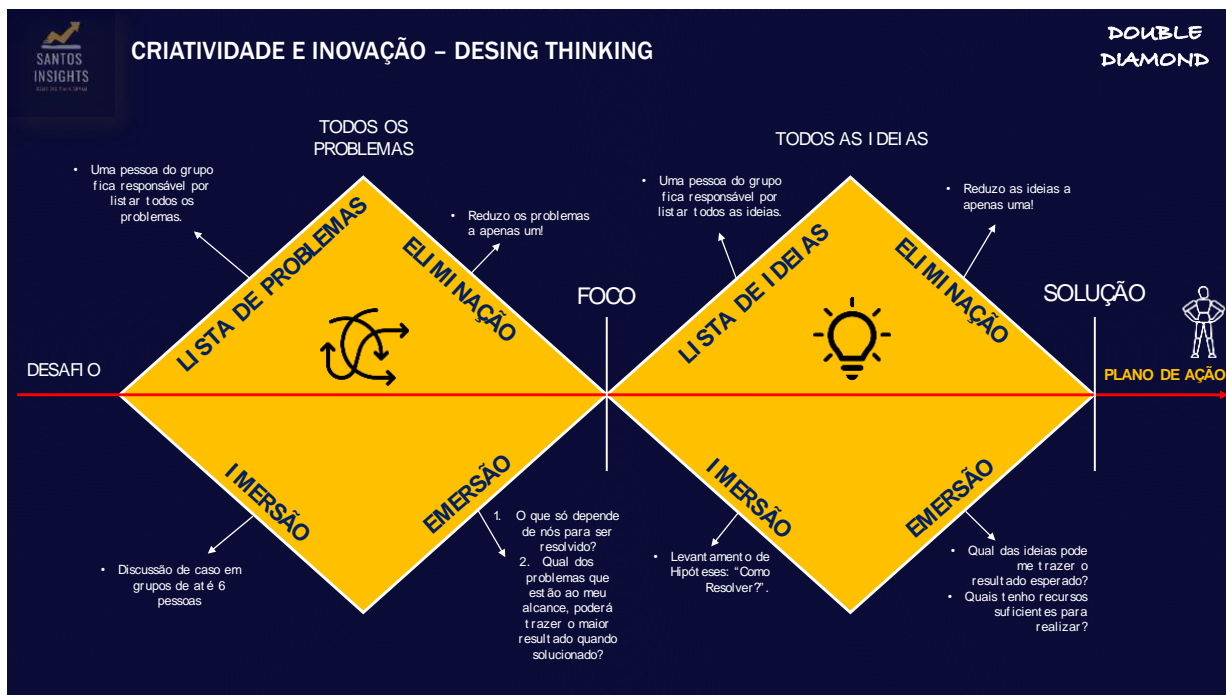 SANTOS
INSIGHTS
CRIATIVIDADE E INOVAÇÃO – DESING THINKING
DOUBLE
DIAMOND
TODOS OS
PROBLEMAS
• Uma pessoa do grupo
fica responsável por
listar todos os
problemas.
• Reduzo os problemas
a apenas um!
LISTA DE PROBLEMAS
ELIMINAÇÃO
DESAFIO
FOCO
IMERSÃO
EMERSÃO
• Discussão de caso em
grupos de até 6
pessoas
1. O que só depende
de nós para ser
resolvido?
2. Qual dos
problemas que
estão ao meu
alcance, poderá
trazer o maior
resultado quando
solucionado?
TODOS AS IDEIAS
• Uma pessoa do grupo
fica responsável por
listar todos as ideias.
• Reduzo as ideias a
apenas uma!
LISTA DE IDEIAS
ELIMINAÇÃO
SOLUÇÃO
PLANO DE AÇÃO
IMERSÃO
EMERSÃO
• Levantamento de
Hipóteses: “Como
Resolver?”.
• Qual das ideias pode
me trazer o
resultado esperado?
• Quais tenho recursos
suficientes para
realizar?